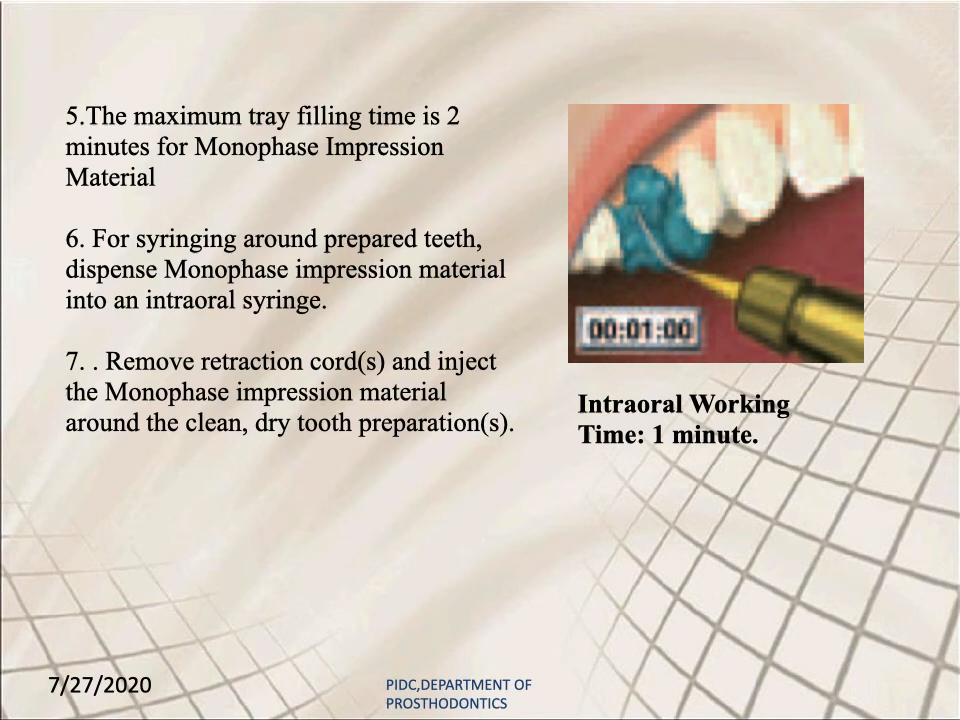 5.The maximum tray filling time is 2
minutes for Monophase Impression
Material
6. For syringing around prepared teeth,
dispense Monophase impression material
into an intraoral syringe.
7. . Remove retraction cord(s) and inject
the Monophase impression material
around the clean, dry tooth preparation(s).
00:01:00
Intraoral Working
Time: 1 minute.
7/27/2020
PIDC,DEPARTMENT OF
PROSTHODONTICS